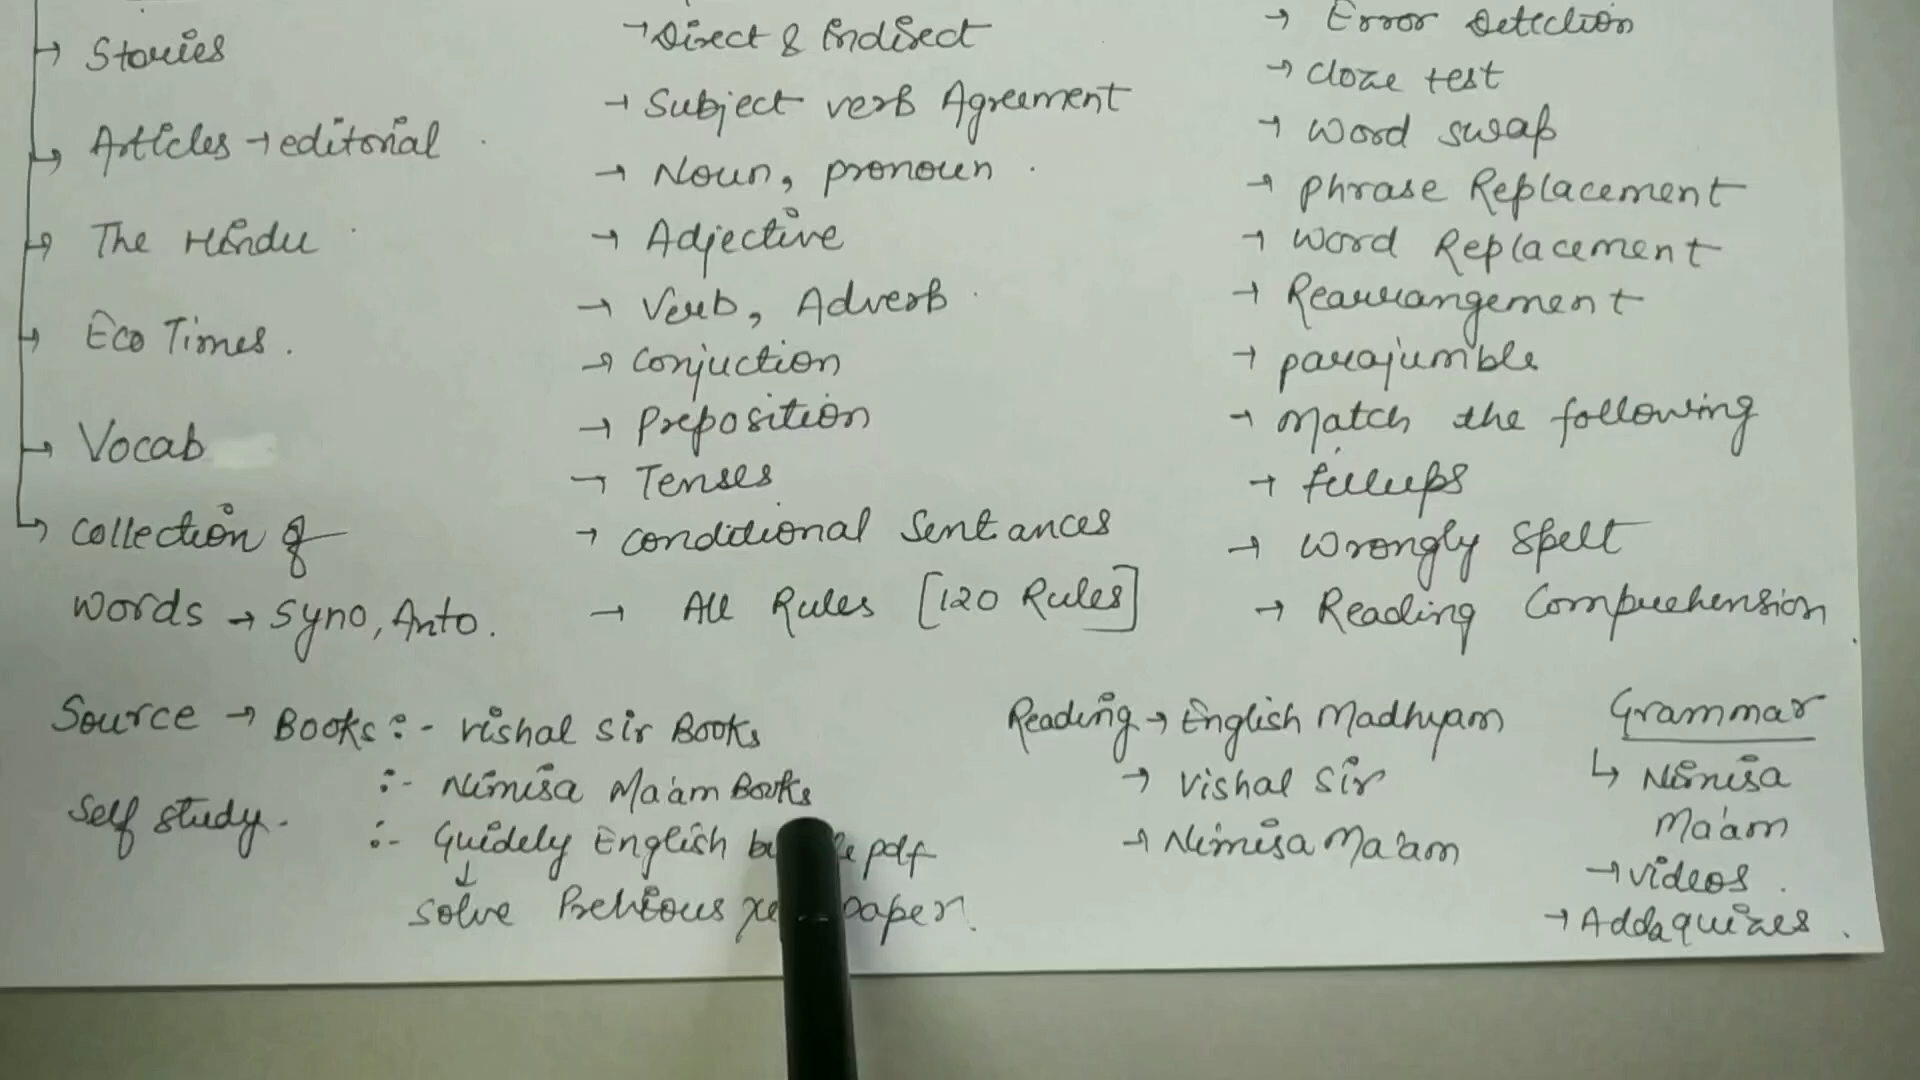 → Stories
→ Articles → editorial
→ The Hindu
→ Eco Times.
→ Vocab
→ Collection of
words → Syno, Anto.
→ Direct & Indirect
→ Subject verb Agreement
→ Noun, pronoun
→ Adjective
→ Verb, Adverb
→ Conjuction
→ Preposition
→ Tenses
→ conditional Sentances
→ All Rules [120 Rules]
→ Error Detection
→ Cloze test
→ Word swap
→ Phrase Replacement
→ Word Replacement
→ Rearrangement
→ parajumble
→ Match the following
→ fillups
→ Wrongly Spelt
→ Reading Comprehension
Source → Books :- Vishal Sir Books
:- Nimisa Ma'am Books
Self study.
:- Guidely English pdf
↓
Solve paper.
Reading → English Madhyam
→ Vishal Sir
→ Nimisa Ma'am
Grammar
↳ Nimisa
Ma'am
→ videos.
→ Addaquizes.